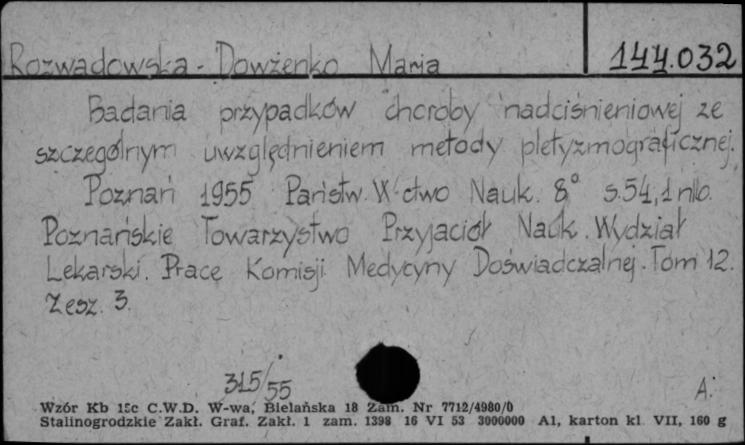 Rozwadowska - Dowżenko Maria 144.032
Badania przypadków choroby nadciśnieniowej ze
szczególnym uwzględnieniem metody pletyzmograficznej.
Poznań 1955 Państw. W-ctwo Nauk. 8° s.54,1 nlb.
Poznańskie Towarzystwo Przyjaciół Nauk. Wydział
Lekarski. Prace Komisji Medycyny Doświadczalnej. Tom 12.
Zesz. 3.
315/55
A.
Wzór Kb 15c C.W.D. W-wa, Bielańska 18 Zam. Nr 7712/4980/0
Stalinogrodzkie Zakł. Graf. Zakł. 1 zam. 1398 16 VI 53 3000000 A1, karton kl VII, 160 g